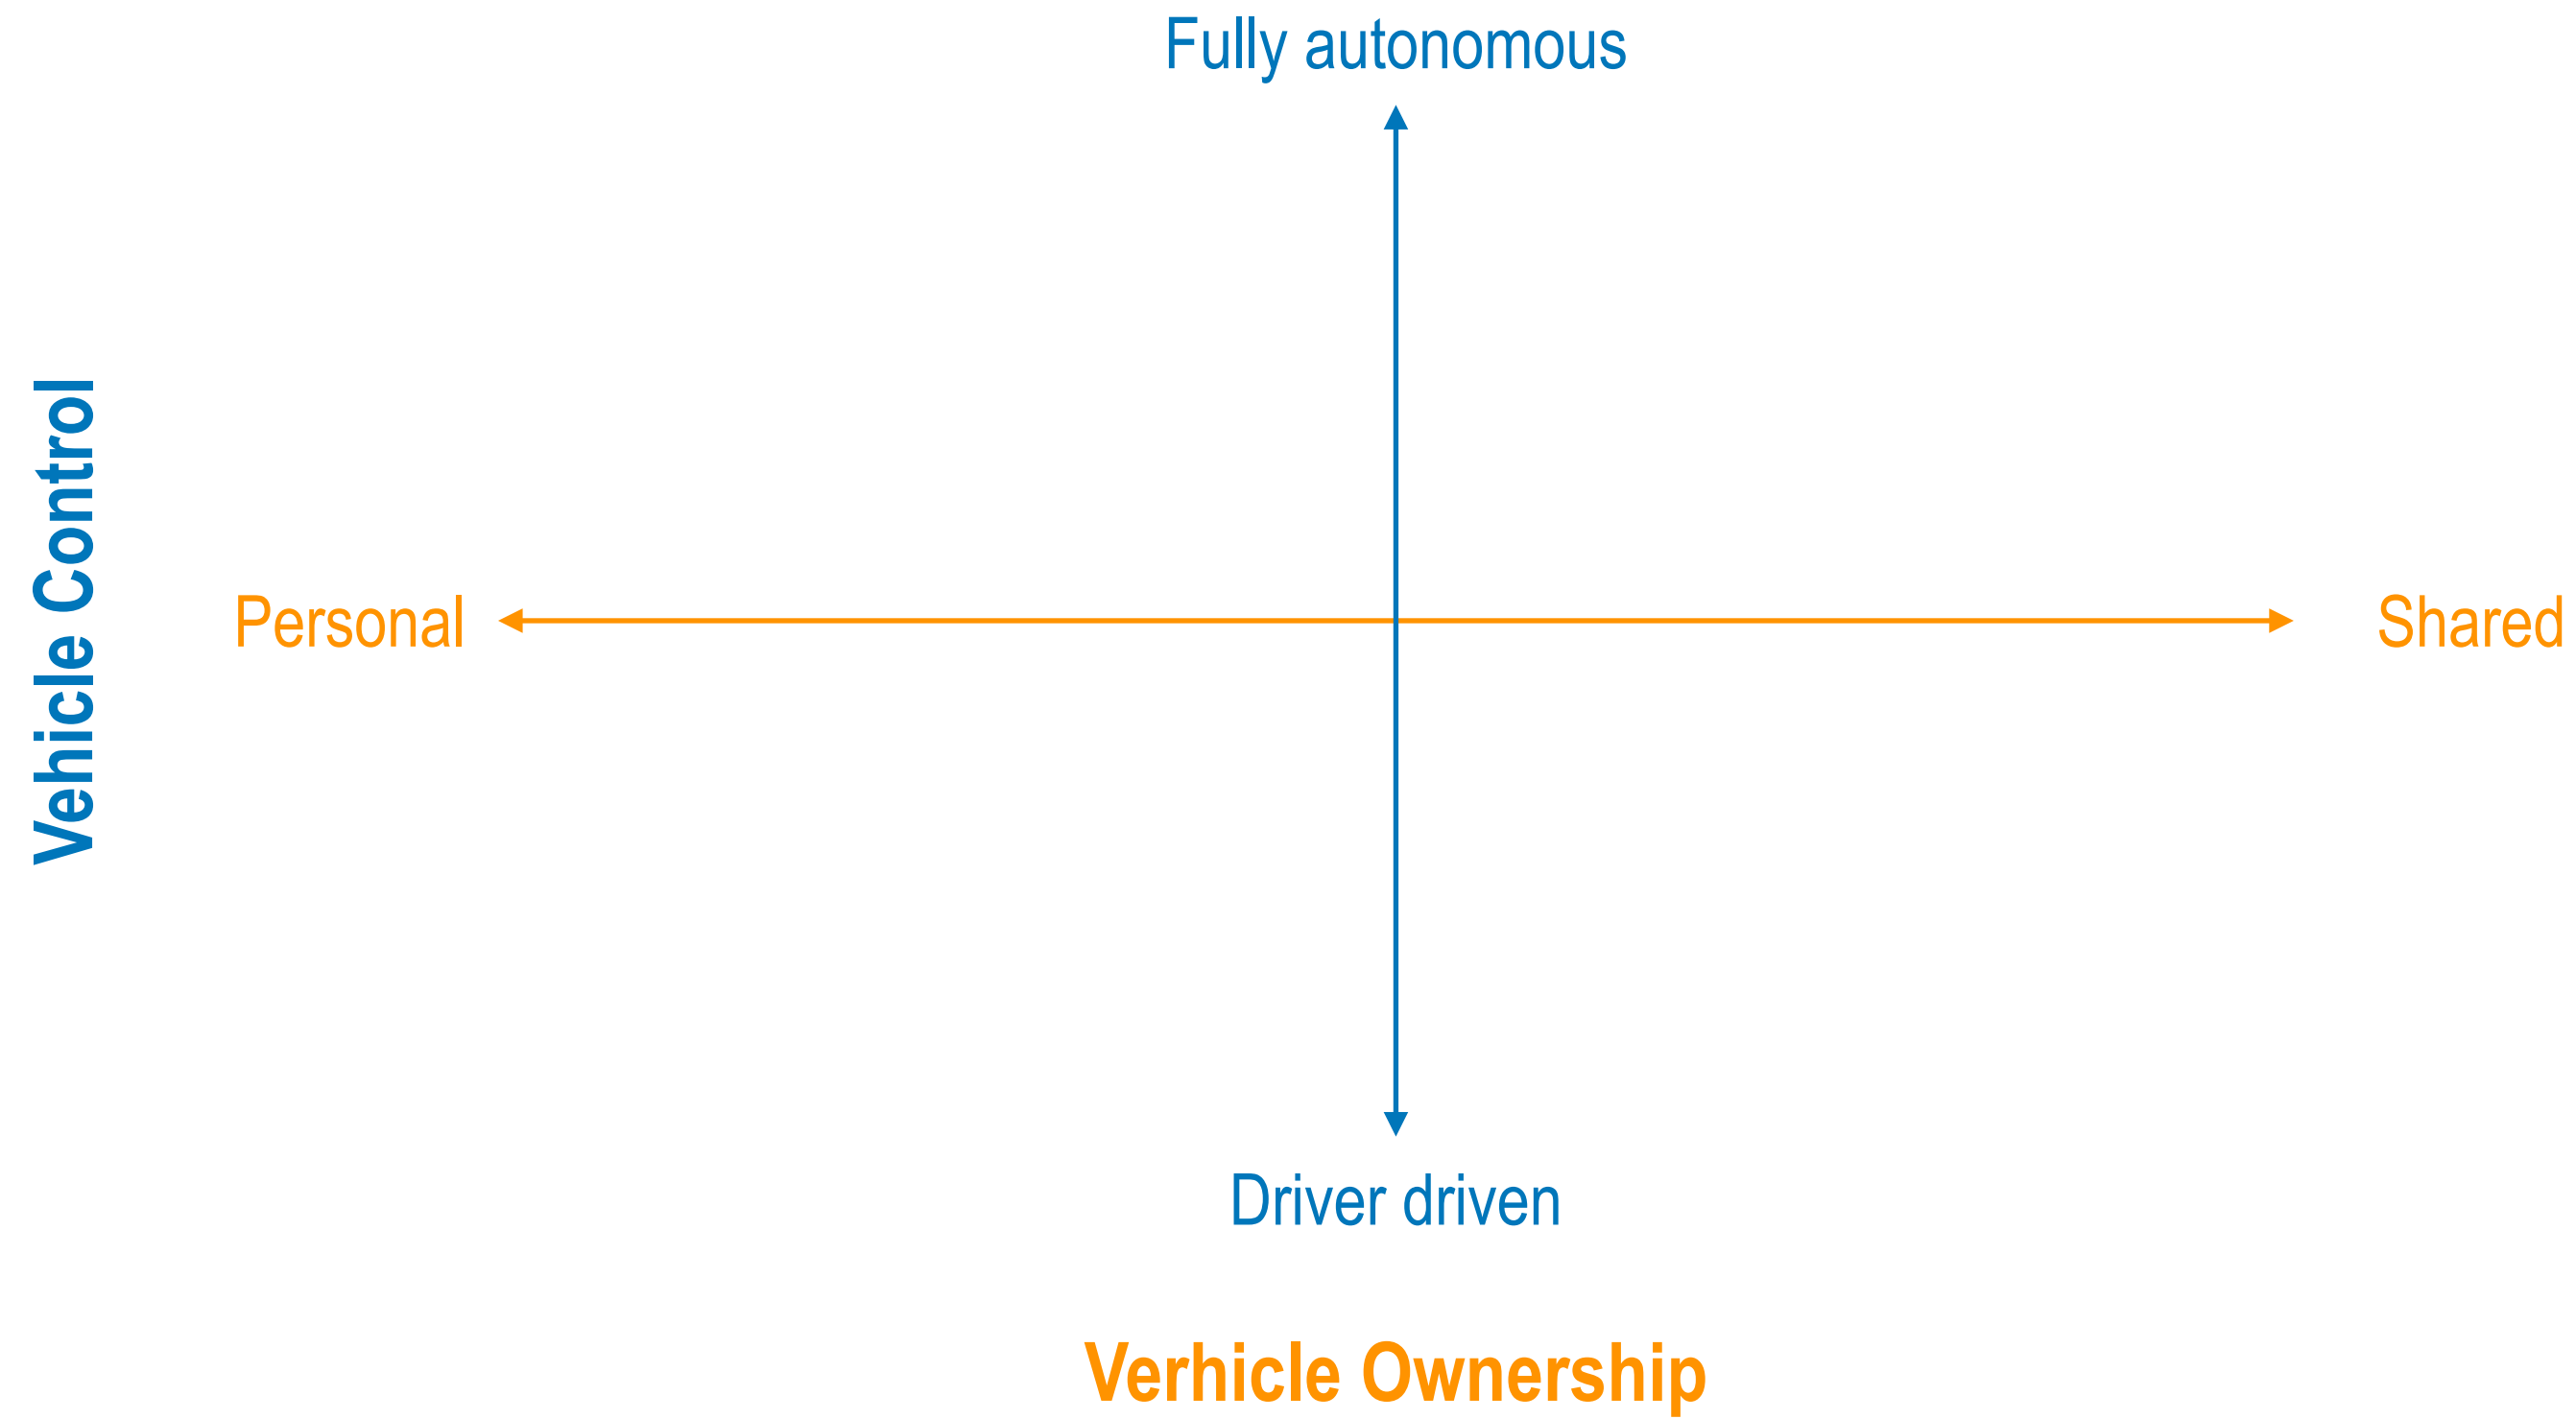 Fully autonomous
Vehicle Control
Personal
Shared
Driver driven
Verhicle Ownership